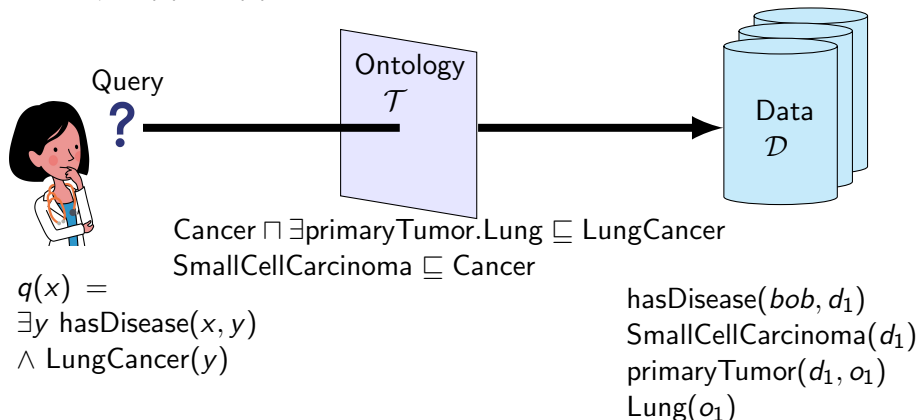 Query
?
Ontology
𝒯
Data
𝒟
Cancer ⊓ ∃primaryTumor.Lung ⊑ LungCancer
SmallCellCarcinoma ⊑ Cancer
q(x) =
∃y hasDisease(x, y)
∧ LungCancer(y)
hasDisease(bob, d₁)
SmallCellCarcinoma(d₁)
primaryTumor(d₁, o₁)
Lung(o₁)